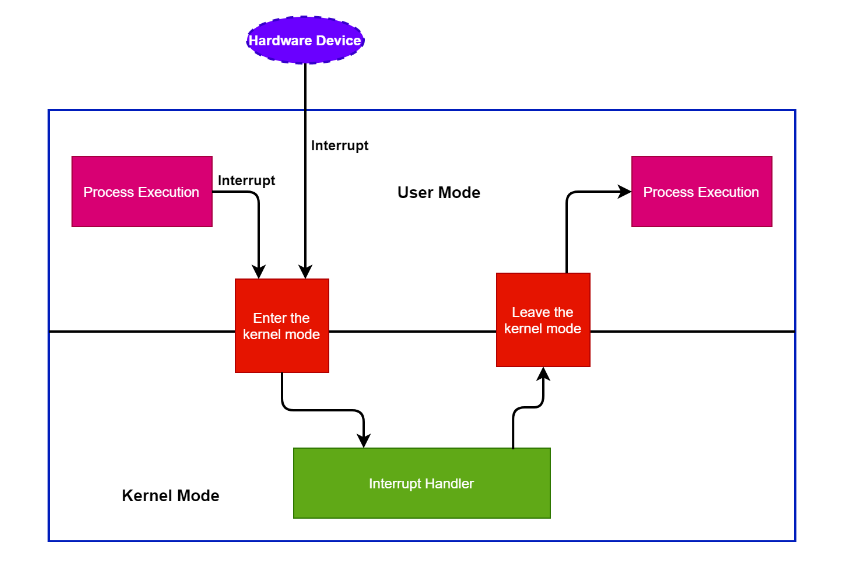 Hardware Device
Interrupt
Process Execution
Interrupt
User Mode
Process Execution
Enter the
kernel mode
Leave the
kernel mode
Interrupt Handler
Kernel Mode